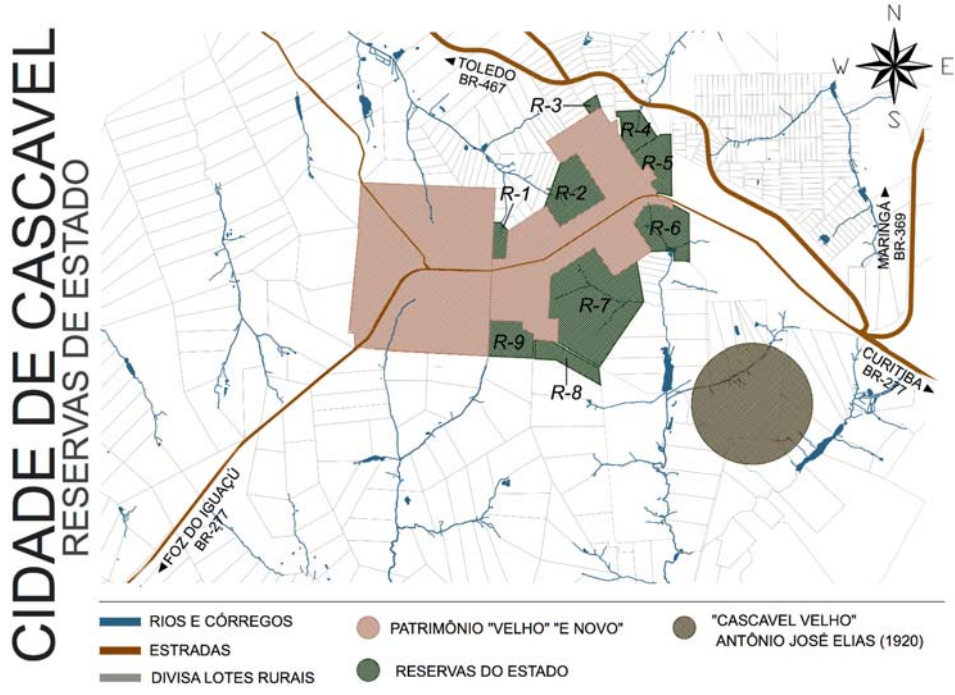 CIDADE DE CASCAVEL
RESERVAS DE ESTADO
N
W
E
S
TOLEDO
BR-467
R-3
R-4
R-5
R-1
R-2
R-6
MARINGÁ
BR-369
R-7
R-9
R-8
CURITIBA
BR-277
FOZ DO IGUAÇÚ
BR-277
RIOS E CÓRREGOS
ESTRADAS
DIVISA LOTES RURAIS
PATRIMÔNIO "VELHO" "E NOVO"
RESERVAS DO ESTADO
"CASCAVEL VELHO"
ANTÔNIO JOSÉ ELIAS (1920)